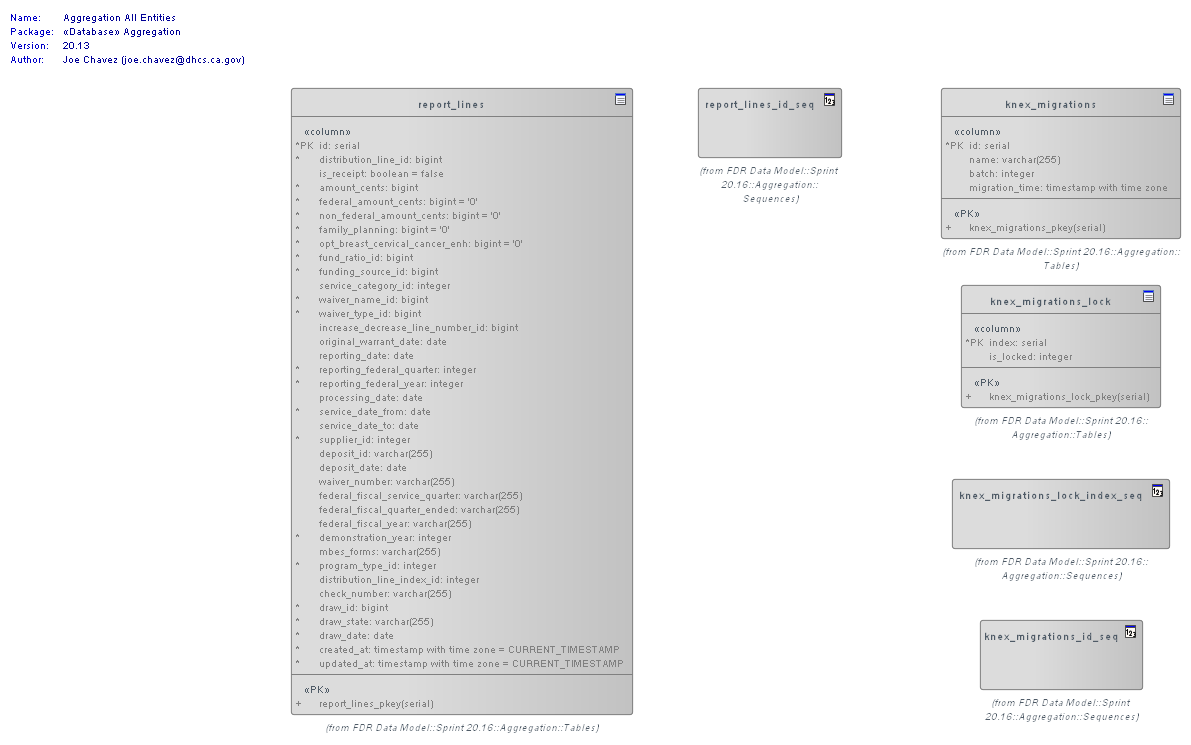 Name: Aggregation All Entities
Package: «Database» Aggregation
Version: 20.13
Author: Joe Chavez (joe.chavez@dhcs.ca.gov)
report_lines
«column»
*PK id: serial
* distribution_line_id: bigint
is_receipt: boolean = false
* amount_cents: bigint
* federal_amount_cents: bigint = '0'
* non_federal_amount_cents: bigint = '0'
* family_planning: bigint = '0'
* opt_breast_cervical_cancer_enh: bigint = '0'
* fund_ratio_id: bigint
* funding_source_id: bigint
service_category_id: integer
* waiver_name_id: bigint
* waiver_type_id: bigint
increase_decrease_line_number_id: bigint
original_warrant_date: date
reporting_date: date
* reporting_federal_quarter: integer
* reporting_federal_year: integer
processing_date: date
* service_date_from: date
service_date_to: date
* supplier_id: integer
deposit_id: varchar(255)
deposit_date: date
waiver_number: varchar(255)
federal_fiscal_service_quarter: varchar(255)
federal_fiscal_quarter_ended: varchar(255)
federal_fiscal_year: varchar(255)
* demonstration_year: integer
mbes_forms: varchar(255)
* program_type_id: integer
distribution_line_index_id: integer
check_number: varchar(255)
* draw_id: bigint
* draw_state: varchar(255)
* draw_date: date
* created_at: timestamp with time zone = CURRENT_TIMESTAMP
* updated_at: timestamp with time zone = CURRENT_TIMESTAMP
«PK»
+ report_lines_pkey(serial)
(from FDR Data Model::Sprint 20.16::Aggregation::Tables)
report_lines_id_seq
(from FDR Data Model::Sprint
20.16::Aggregation::
Sequences)
knex_migrations
«column»
*PK id: serial
name: varchar(255)
batch: integer
migration_time: timestamp with time zone
«PK»
+ knex_migrations_pkey(serial)
(from FDR Data Model::Sprint 20.16::Aggregation::
Tables)
knex_migrations_lock
«column»
*PK index: serial
is_locked: integer
«PK»
+ knex_migrations_lock_pkey(serial)
(from FDR Data Model::Sprint 20.16::
Aggregation::Tables)
knex_migrations_lock_index_seq
(from FDR Data Model::Sprint 20.16::
Aggregation::Sequences)
knex_migrations_id_seq
(from FDR Data Model::Sprint
20.16::Aggregation::Sequences)